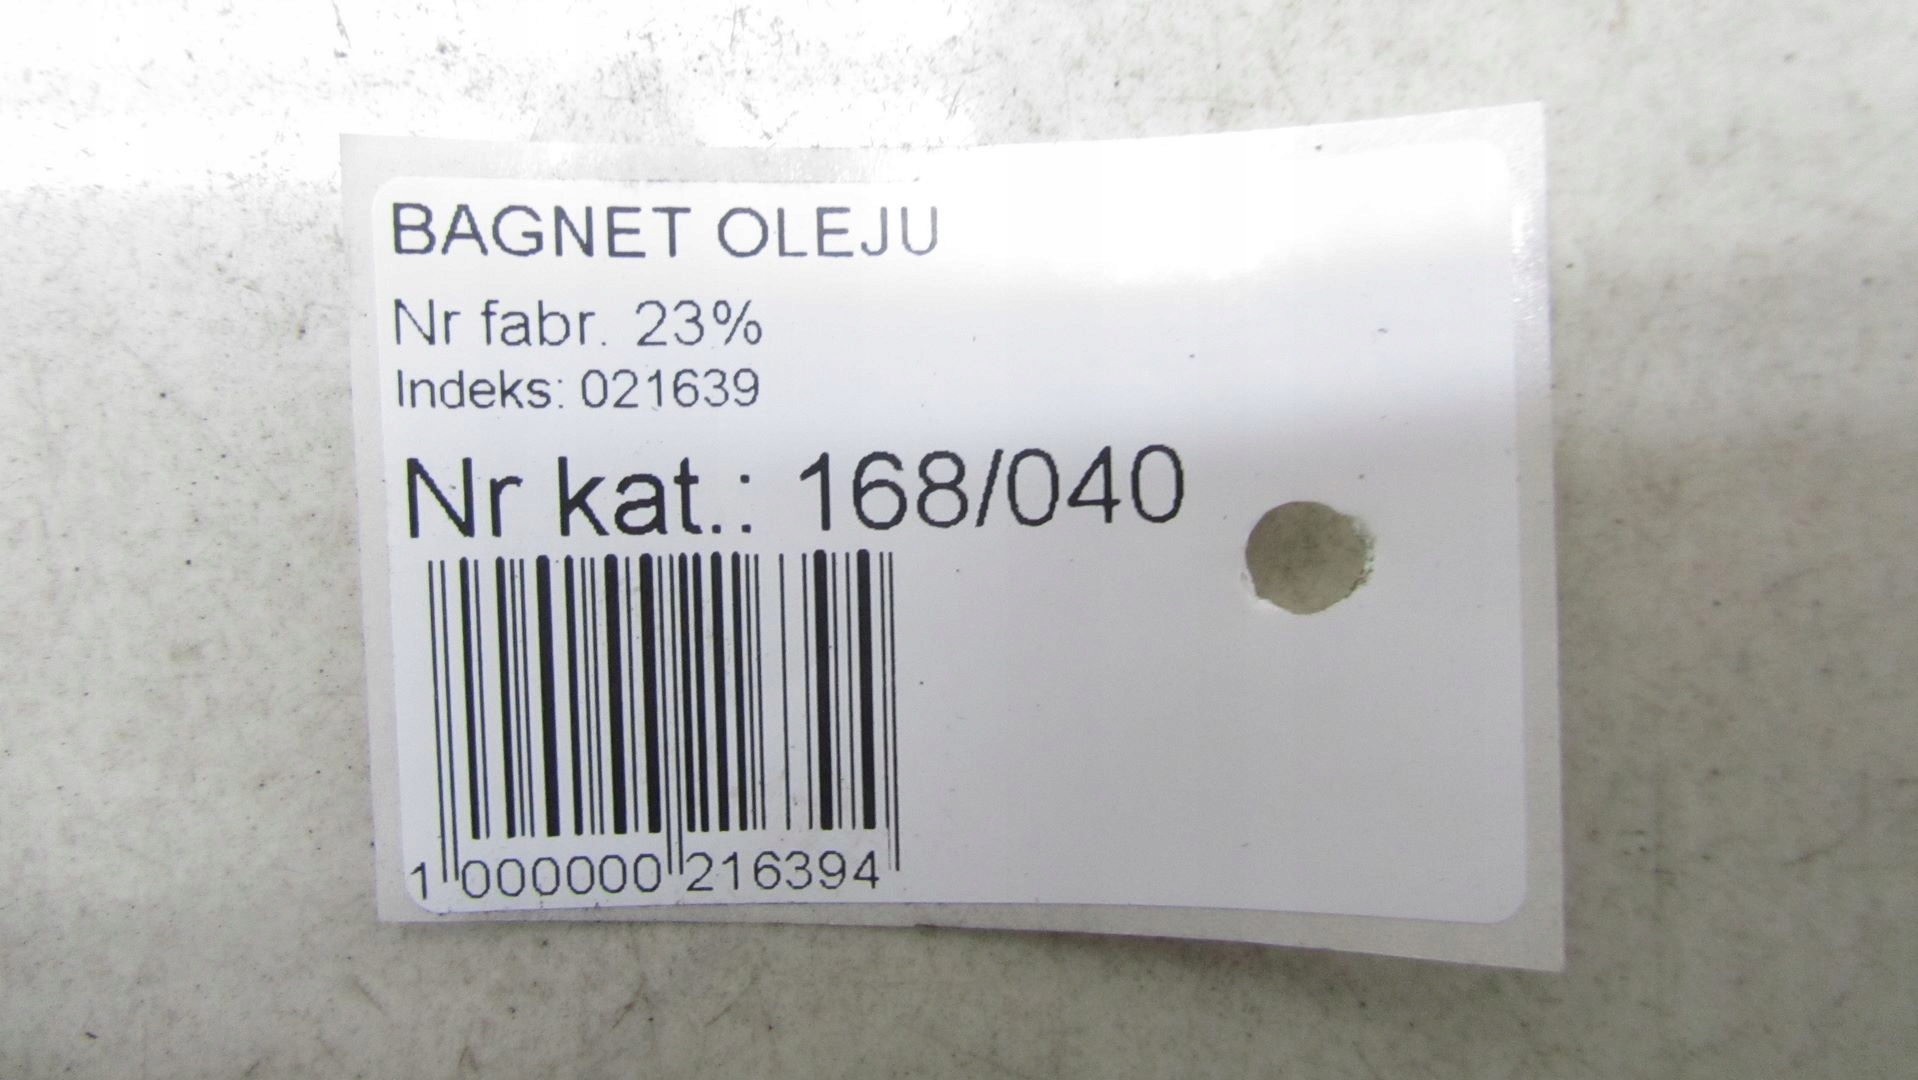 BAGNET OLEJU
Nr fabr. 23%
Indeks: 021639
Nr kat.: 168/040
1 000000 216394